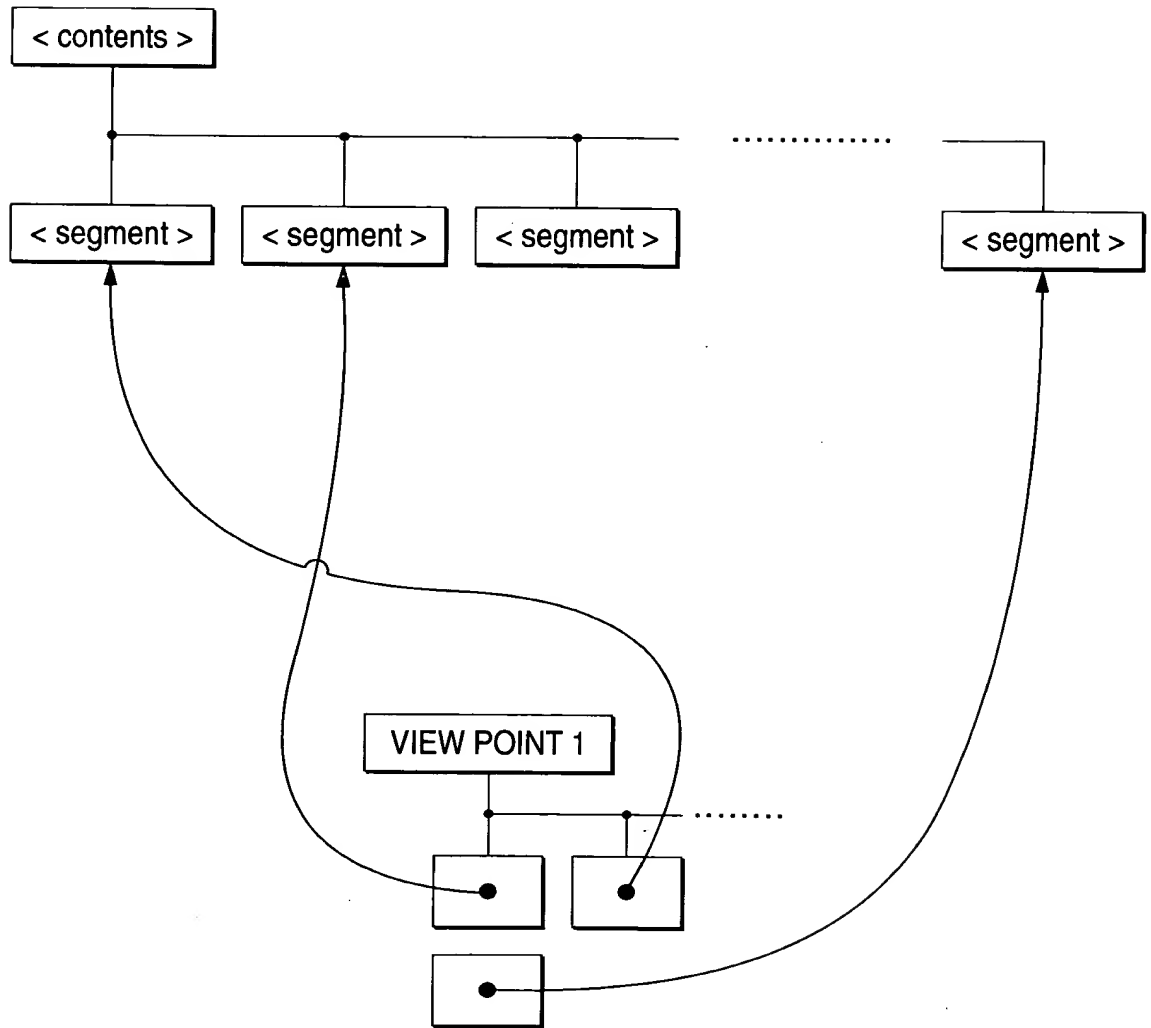 < contents >
< segment > < segment > < segment > < segment >
VIEW POINT 1